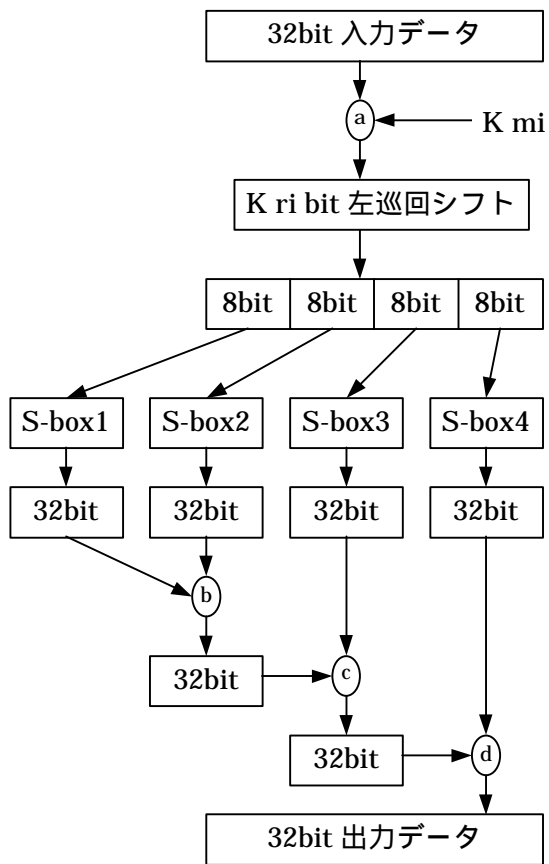 32bit 入力データ
a
K mi
K ri bit 左巡回シフト
8bit 8bit 8bit 8bit
S-box1 S-box2 S-box3 S-box4
32bit 32bit 32bit 32bit
b
32bit
c
32bit
d
32bit 出力データ